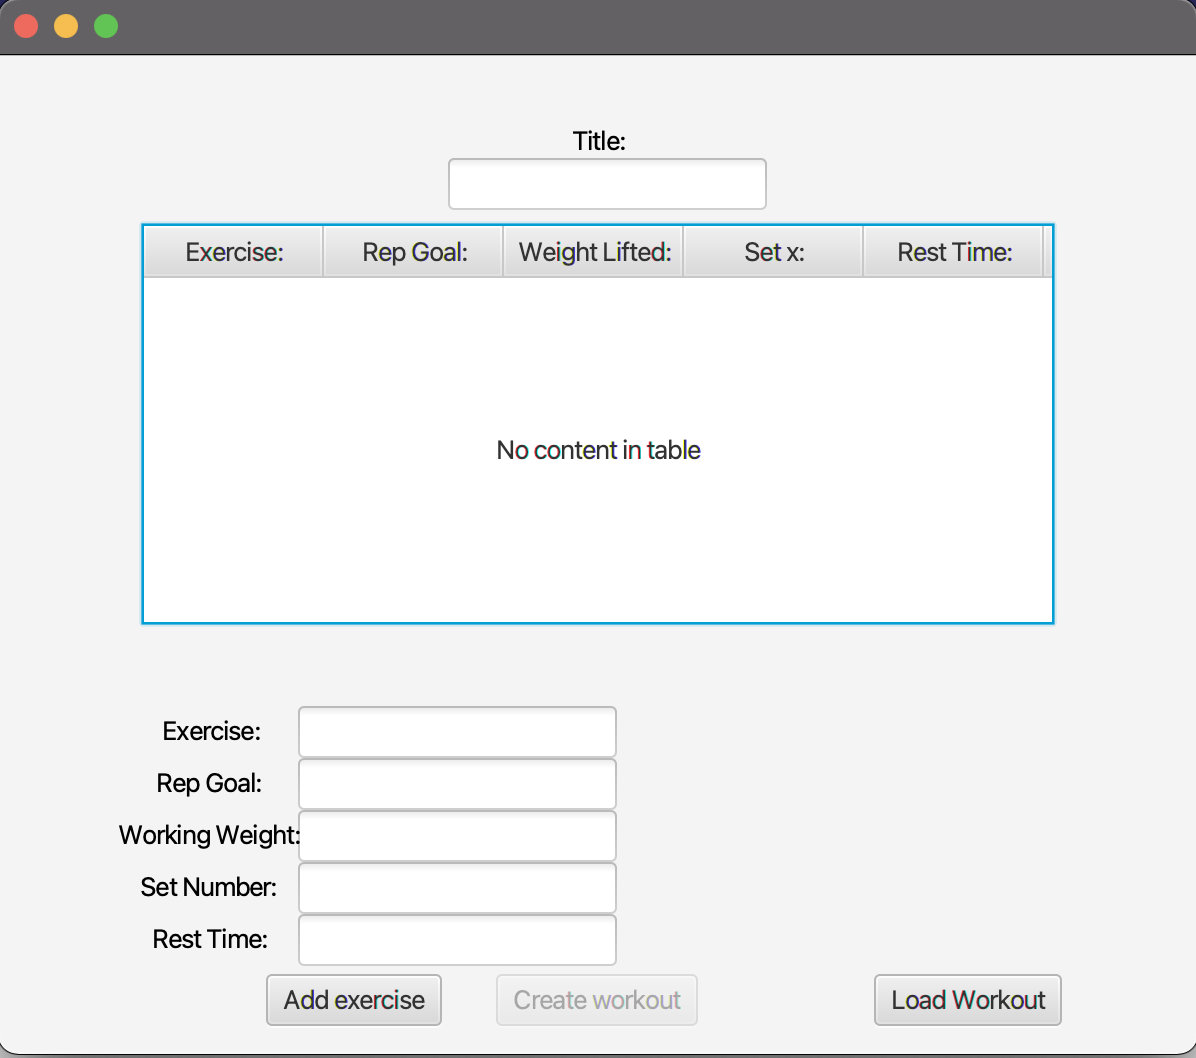 Title:
Exercise: Rep Goal: Weight Lifted: Set x: Rest Time:
No content in table
Exercise:
Rep Goal:
Working Weight:
Set Number:
Rest Time:
Add exercise Create workout Load Workout